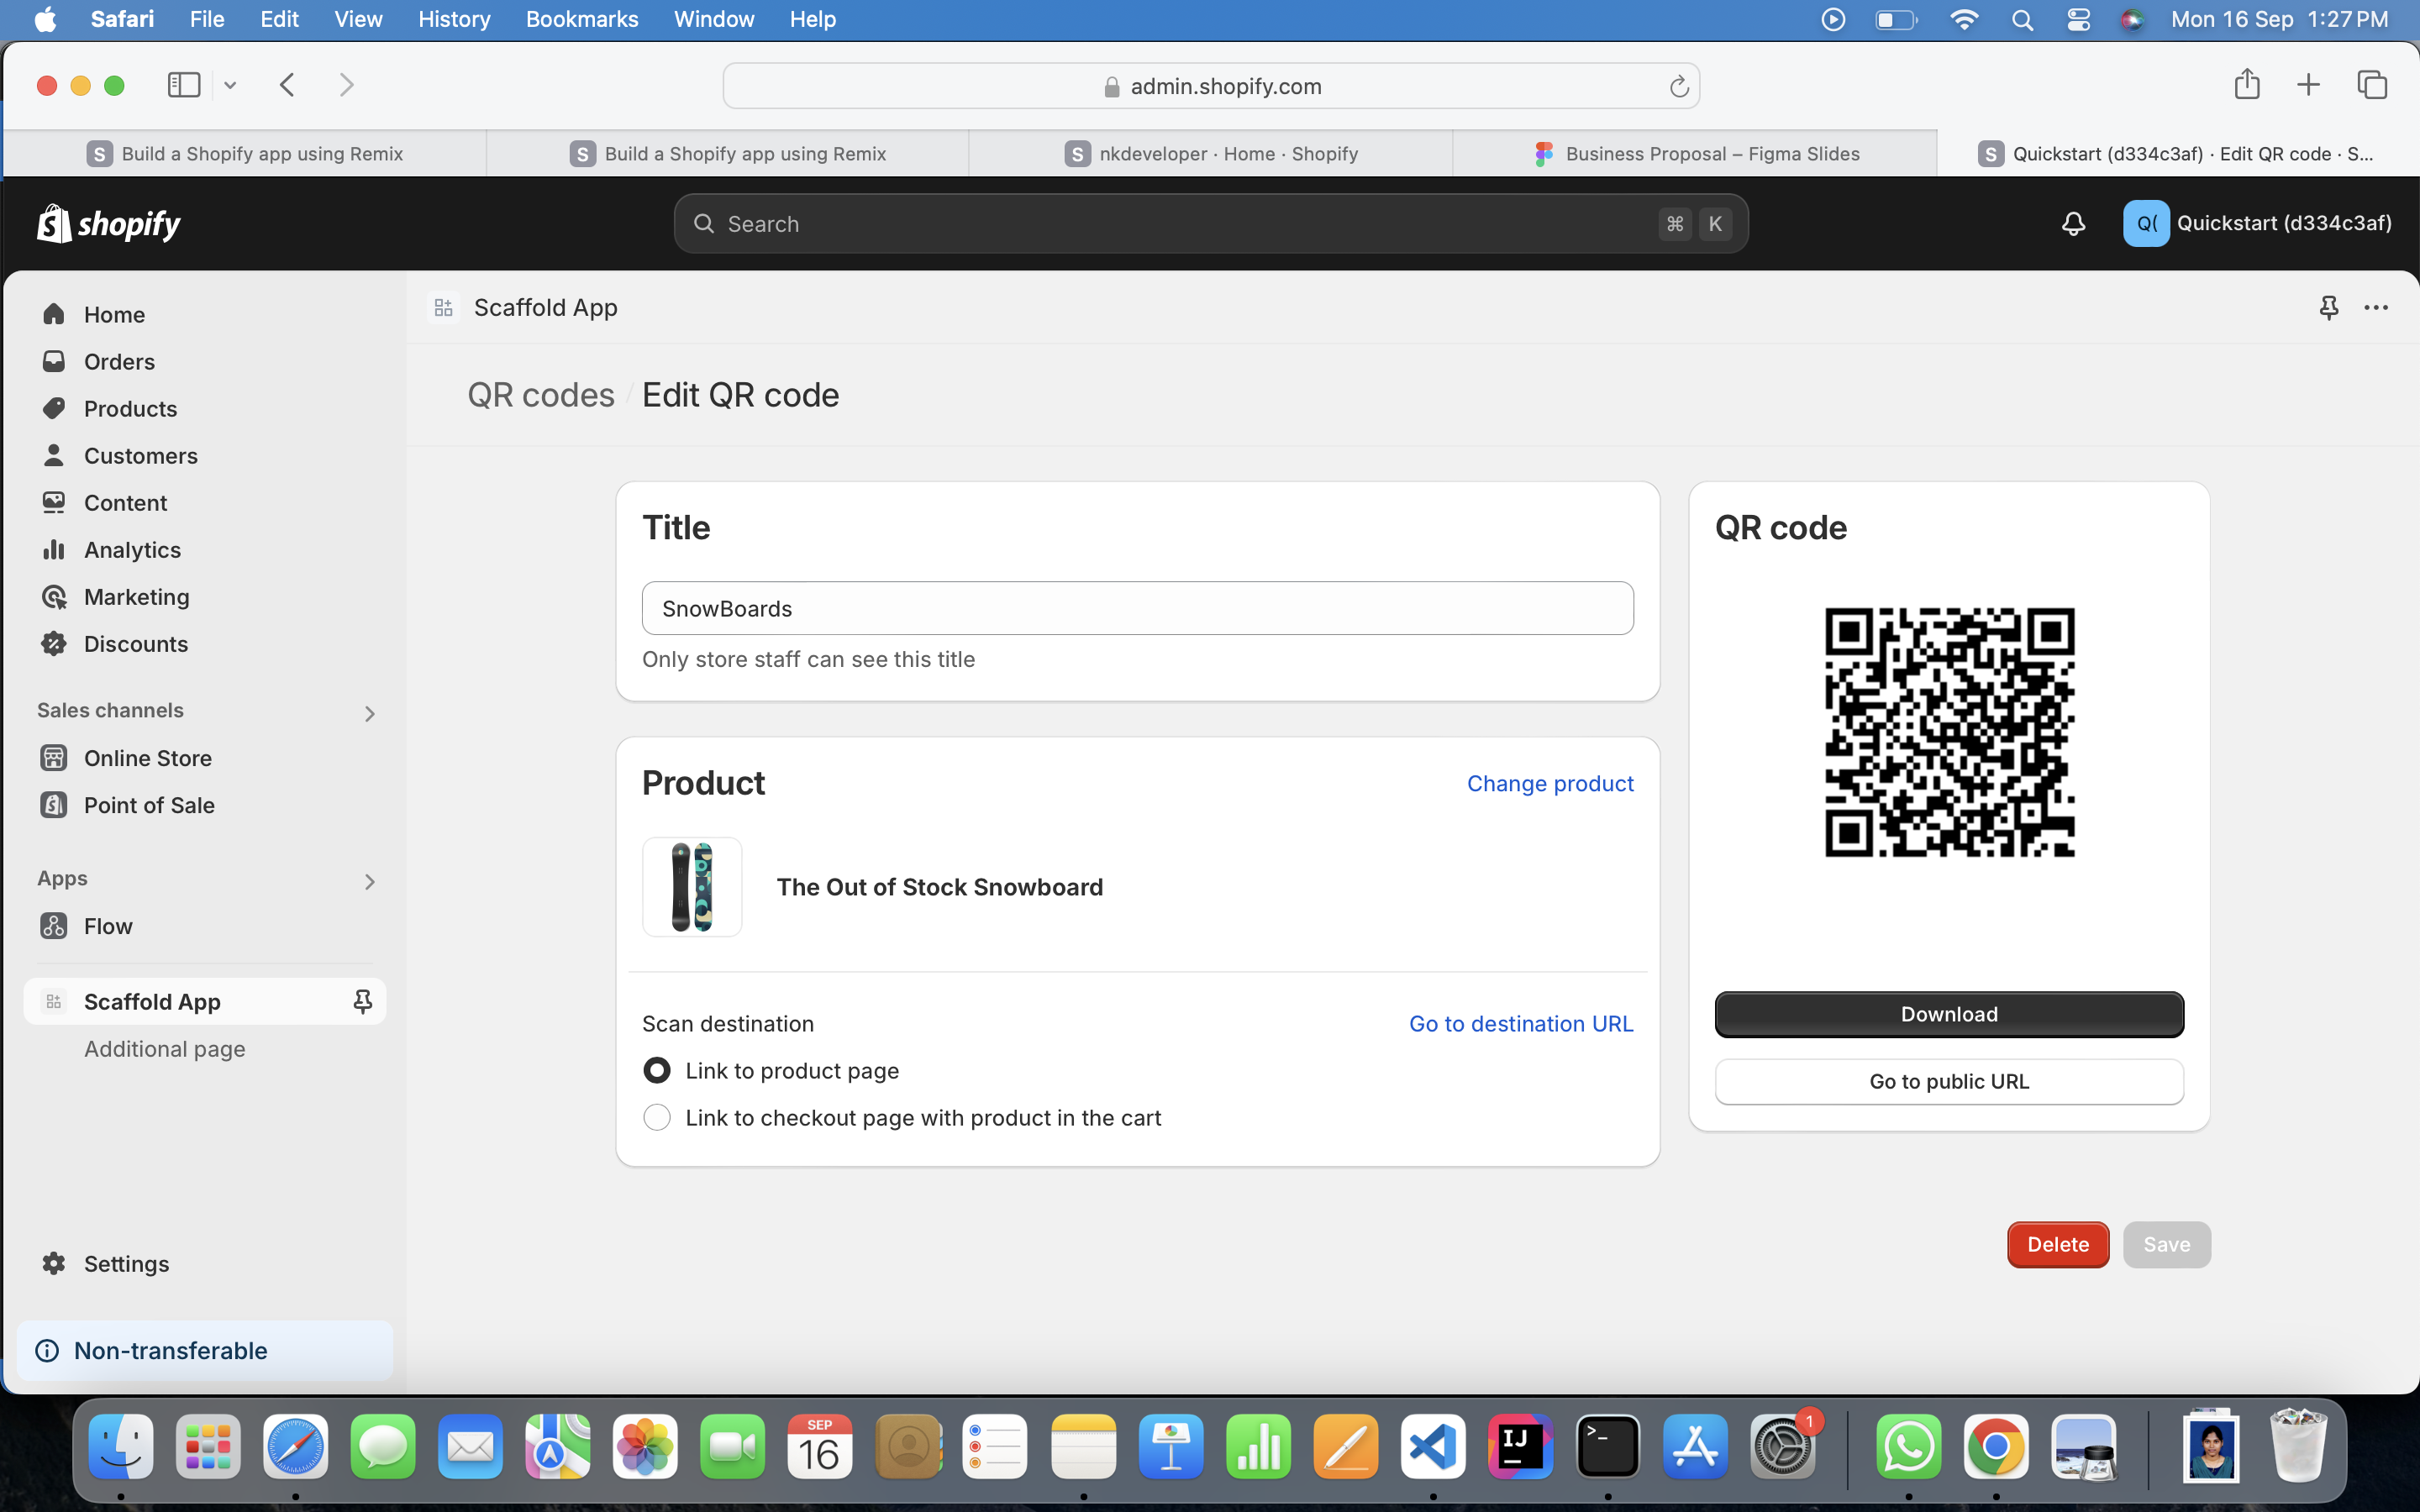 Safari File Edit View History Bookmarks Window Help Mon 16 Sep 1:27 PM
admin.shopify.com
S Build a Shopify app using Remix S Build a Shopify app using Remix S nkdeveloper · Home · Shopify Business Proposal – Figma Slides S Quickstart (d334c3af) · Edit QR code · S...
shopify Search ⌘ K Q( Quickstart (d334c3af)
Home
Orders
Products
Customers
Content
Analytics
Marketing
Discounts
Sales channels
Online Store
Point of Sale
Apps
Flow
Scaffold App
Additional page
Settings
Non-transferable
Scaffold App
QR codes / Edit QR code
Title
SnowBoards
Only store staff can see this title
Product Change product
The Out of Stock Snowboard
Scan destination Go to destination URL
Link to product page
Link to checkout page with product in the cart
QR code
Download
Go to public URL
Delete Save
SEP
16
IJ
>_
1